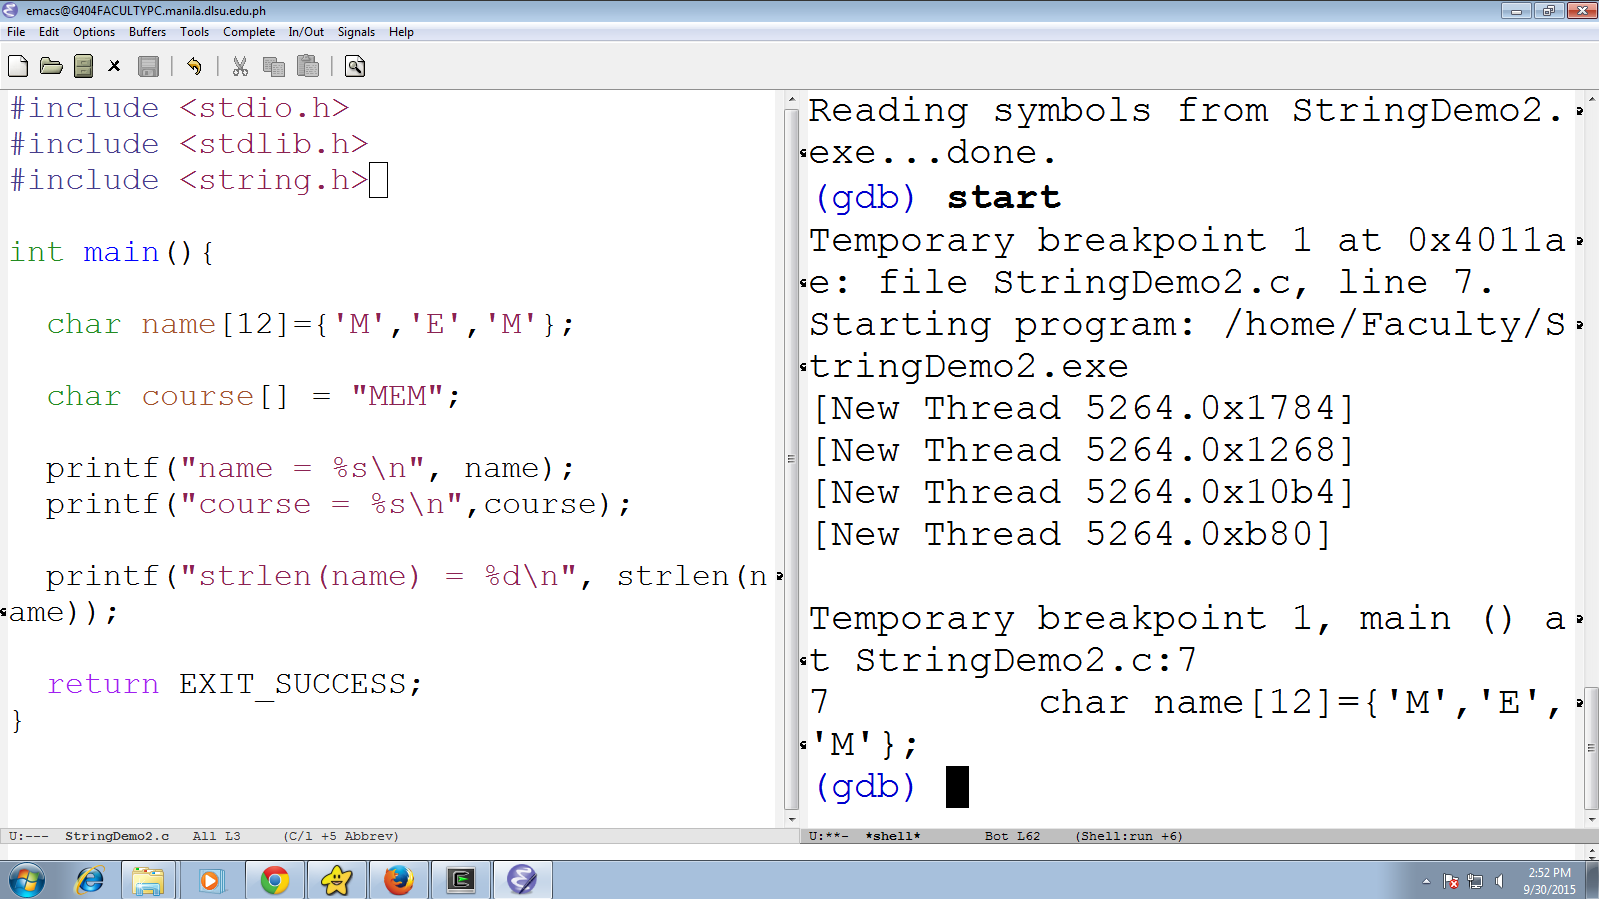 emacs@G404FACULTYPC.manila.dlsu.edu.ph
File Edit Options Buffers Tools Complete In/Out Signals Help
#include <stdio.h>
#include <stdlib.h>
#include <string.h>
int main(){
char name[12]={'M','E','M'};
char course[] = "MEM";
printf("name = %s\n", name);
printf("course = %s\n",course);
printf("strlen(name) = %d\n", strlen(n
ame));
return EXIT_SUCCESS;
}
U:---  StringDemo2.c   All L3     (C/l +5 Abbrev)
Reading symbols from StringDemo2.
exe...done.
(gdb) start
Temporary breakpoint 1 at 0x4011a
e: file StringDemo2.c, line 7.
Starting program: /home/Faculty/S
tringDemo2.exe
[New Thread 5264.0x1784]
[New Thread 5264.0x1268]
[New Thread 5264.0x10b4]
[New Thread 5264.0xb80]
Temporary breakpoint 1, main () a
t StringDemo2.c:7
7         char name[12]={'M','E',
'M'};
(gdb)
U:**-  *shell*        Bot L62    (Shell:run +6)
2:52 PM
9/30/2015